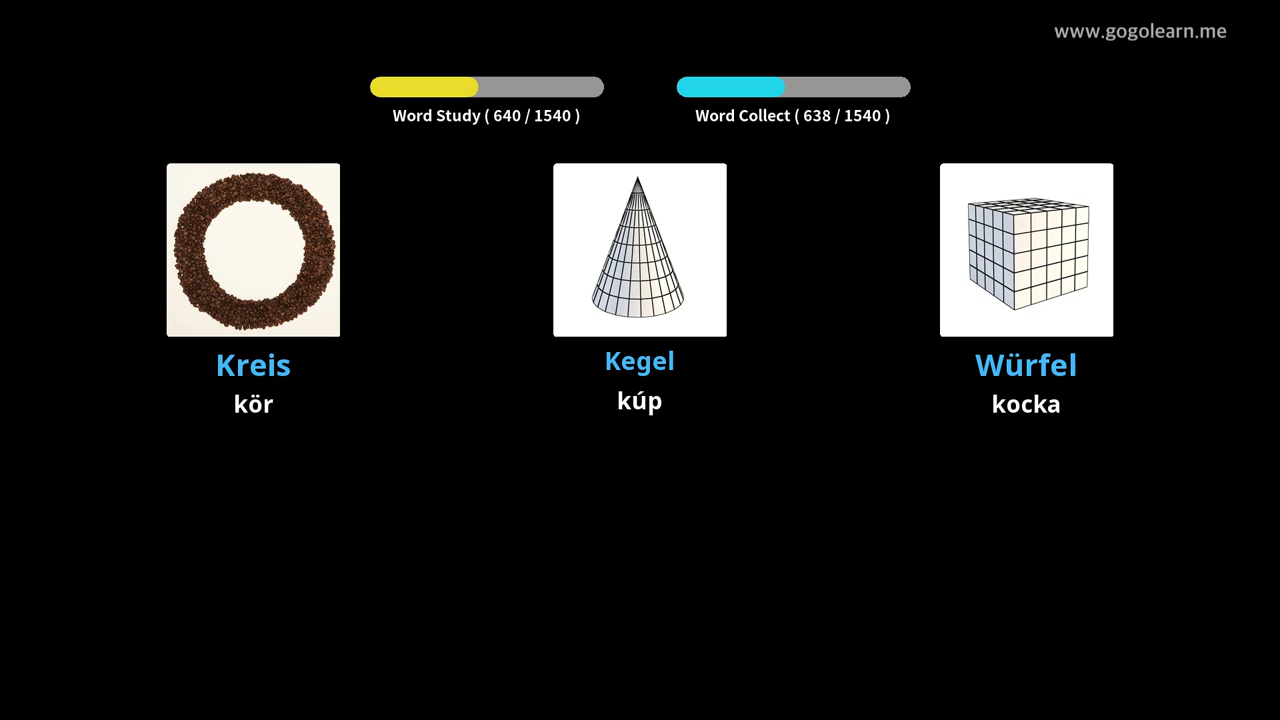 www.gogolearn.me
Word Study ( 640 / 1540 )
Word Collect ( 638 / 1540 )
Kreis
kör
Kegel
kúp
Würfel
kocka